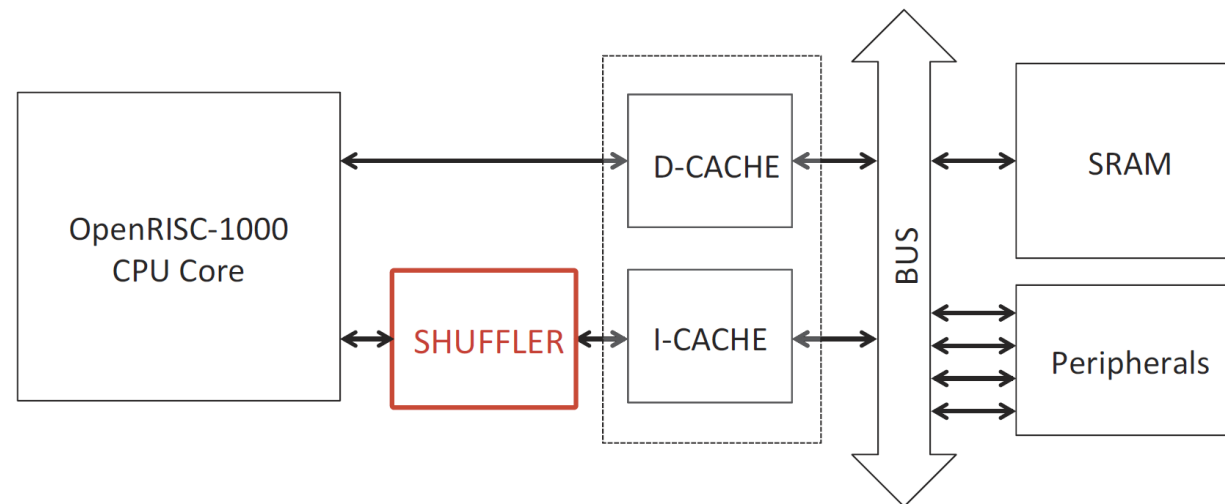 OpenRISC-1000
CPU Core
SHUFFLER
D-CACHE
I-CACHE
BUS
SRAM
Peripherals